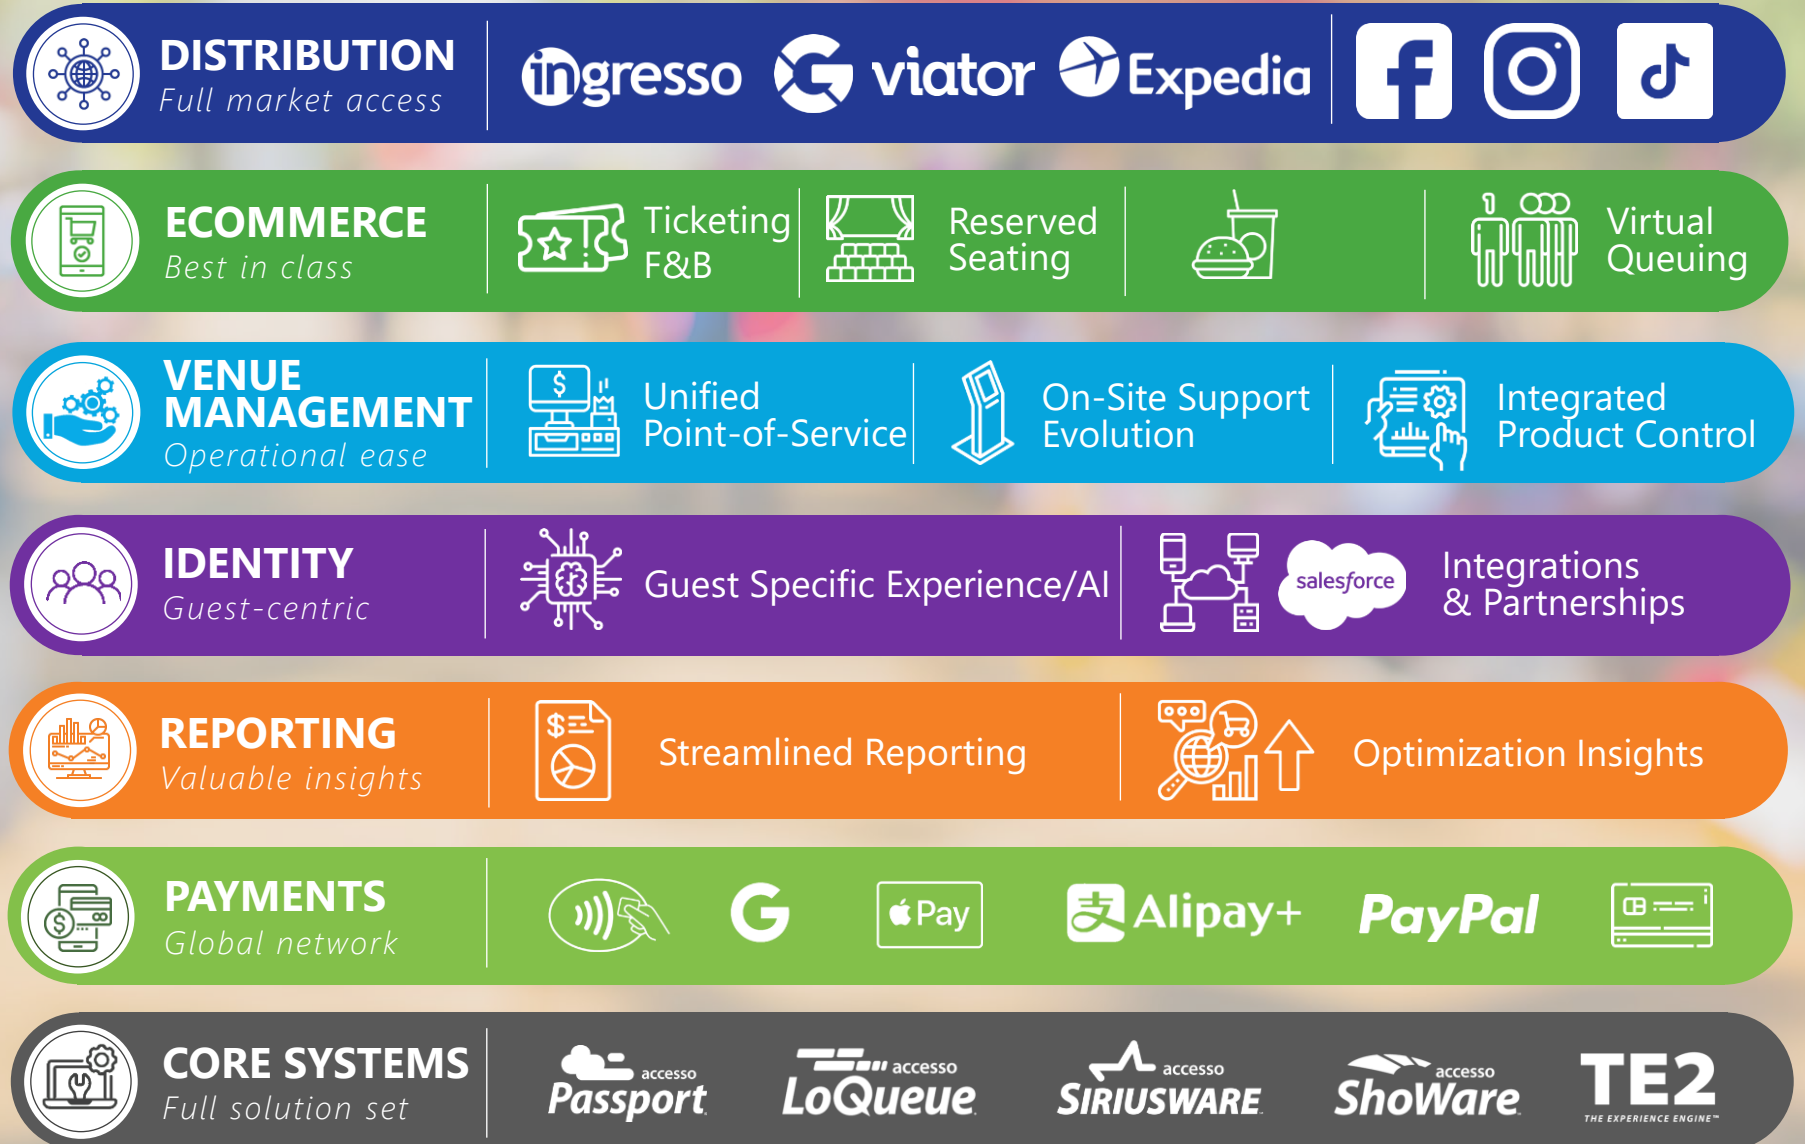 DISTRIBUTION
Full market access
ingresso
viator
Expedia
ECOMMERCE
Best in class
Ticketing
F&B
Reserved
Seating
Virtual
Queuing
VENUE
MANAGEMENT
Operational ease
$
Unified
Point-of-Service
On-Site Support
Evolution
Integrated
Product Control
IDENTITY
Guest-centric
Guest Specific Experience/AI
salesforce
Integrations
& Partnerships
REPORTING
Valuable insights
$
Streamlined Reporting
Optimization Insights
PAYMENTS
Global network
$
G
Pay
支
Alipay+
PayPal
CORE SYSTEMS
Full solution set
accesso
Passport
accesso
LoQueue
accesso
SIRIUSWARE
accesso
ShoWare
TE2
THE EXPERIENCE ENGINE™